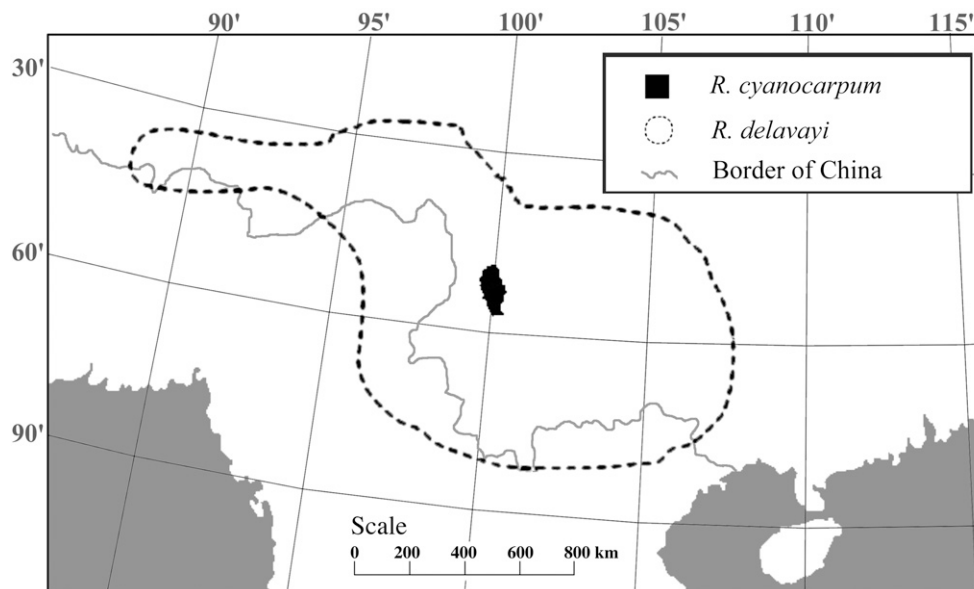 90' 95' 100' 105' 110' 115'
30'
R. cyanocarpum
R. delavayi
Border of China
60'
90'
Scale
0 200 400 600 800 km